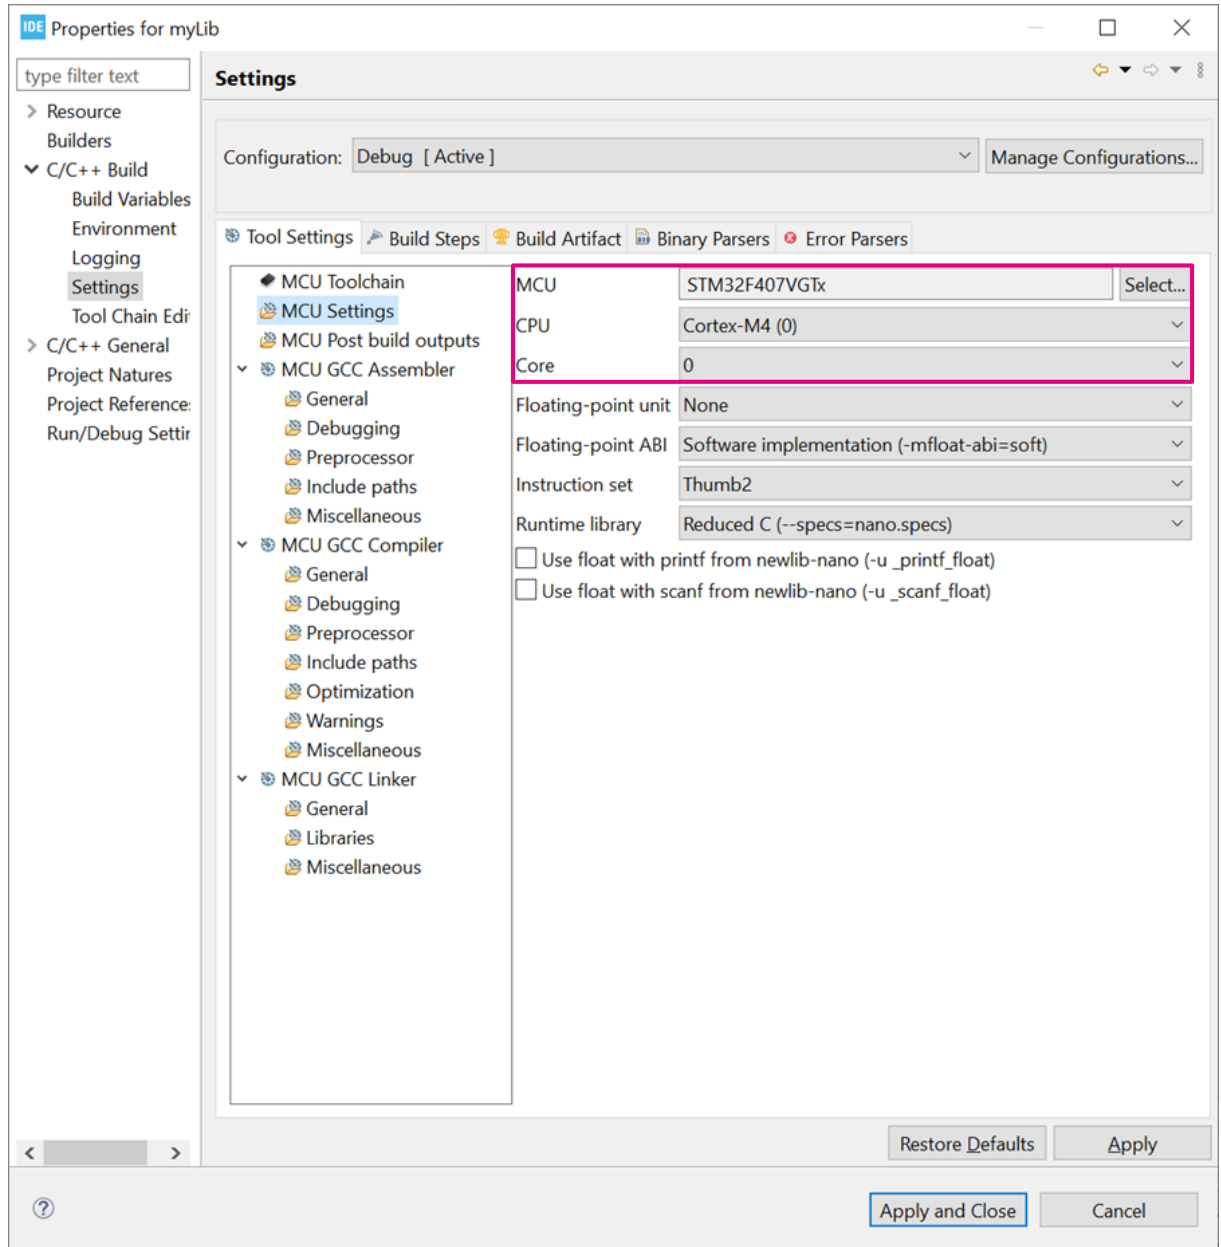 IDE Properties for myLib
type filter text
Resource
Builders
C/C++ Build
Build Variables
Environment
Logging
Settings
Tool Chain Edi
C/C++ General
Project Natures
Project Reference
Run/Debug Settin
Settings
Configuration: Debug [ Active ] Manage Configurations...
Tool Settings Build Steps Build Artifact Binary Parsers Error Parsers
MCU Toolchain
MCU Settings
MCU Post build outputs
MCU GCC Assembler
General
Debugging
Preprocessor
Include paths
Miscellaneous
MCU GCC Compiler
General
Debugging
Preprocessor
Include paths
Optimization
Warnings
Miscellaneous
MCU GCC Linker
General
Libraries
Miscellaneous
MCU STM32F407VGTx Select...
CPU Cortex-M4 (0)
Core 0
Floating-point unit None
Floating-point ABI Software implementation (-mfloat-abi=soft)
Instruction set Thumb2
Runtime library Reduced C (--specs=nano.specs)
Use float with printf from newlib-nano (-u _printf_float)
Use float with scanf from newlib-nano (-u _scanf_float)
Restore Defaults Apply
? Apply and Close Cancel